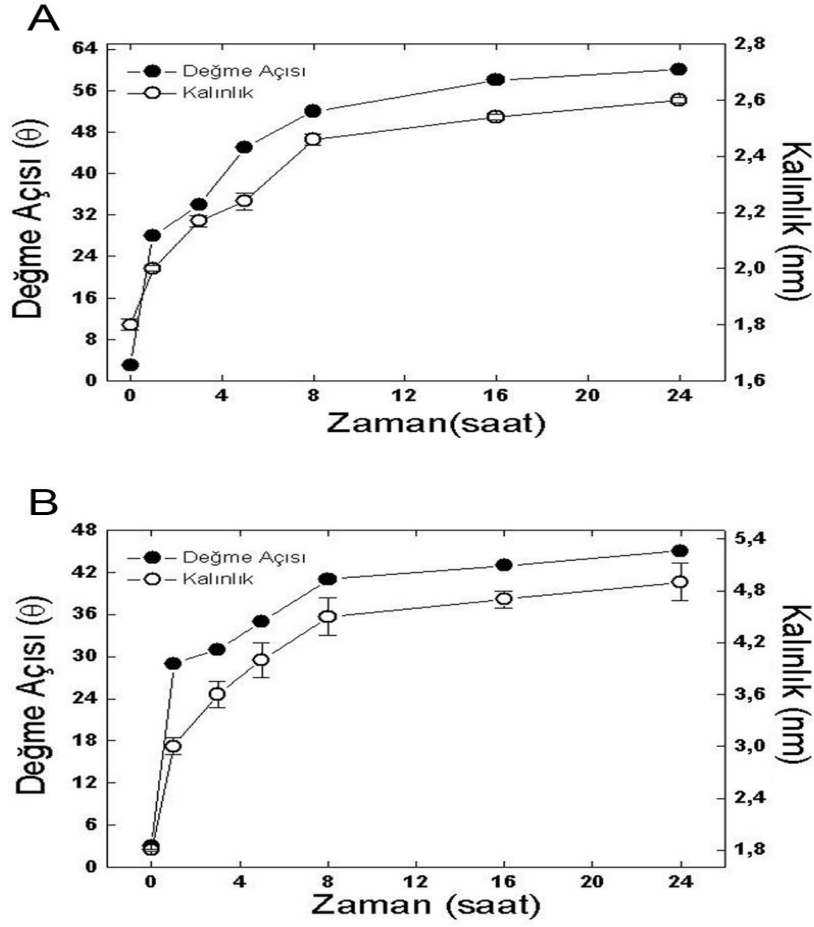 A
Değme Açısı (θ)
64
56
48
40
32
24
16
8
0
Değme Açısı
Kalınlık
2,8
2,6
2,4
2,2
2,0
1,8
1,6
Kalınlık (nm)
0 4 8 12 16 20 24
Zaman(saat)
B
Değme Açısı (θ)
48
42
36
30
24
18
12
6
0
Değme Açısı
Kalınlık
5,4
4,8
4,2
3,6
3,0
2,4
1,8
Kalınlık (nm)
0 4 8 12 16 20 24
Zaman (saat)